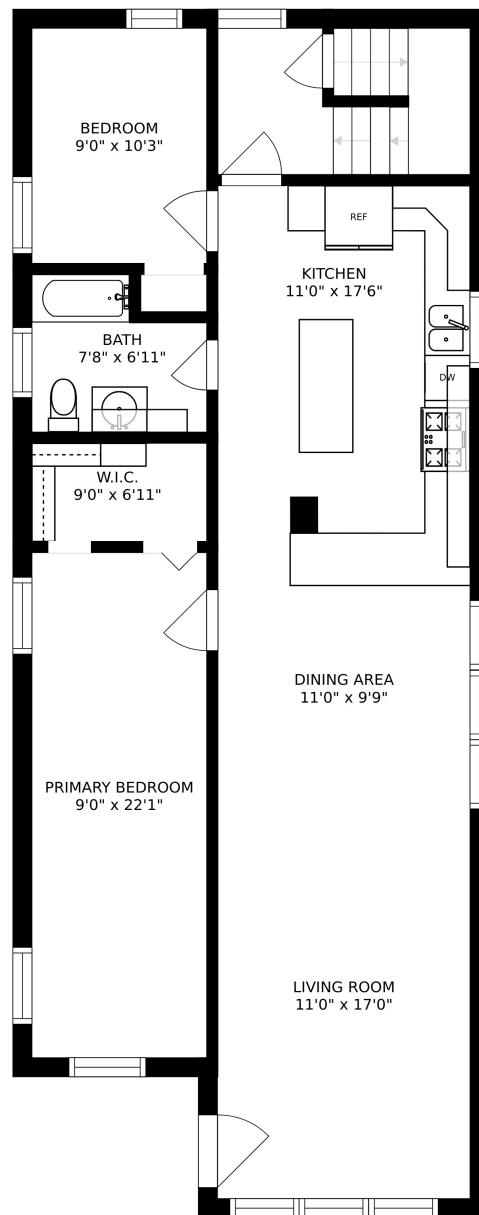 BEDROOM
9'0" x 10'3"
REF
KITCHEN
11'0" x 17'6"
BATH
7'8" x 6'11"
DW
W.I.C.
9'0" x 6'11"
DINING AREA
11'0" x 9'9"
PRIMARY BEDROOM
9'0" x 22'1"
LIVING ROOM
11'0" x 17'0"